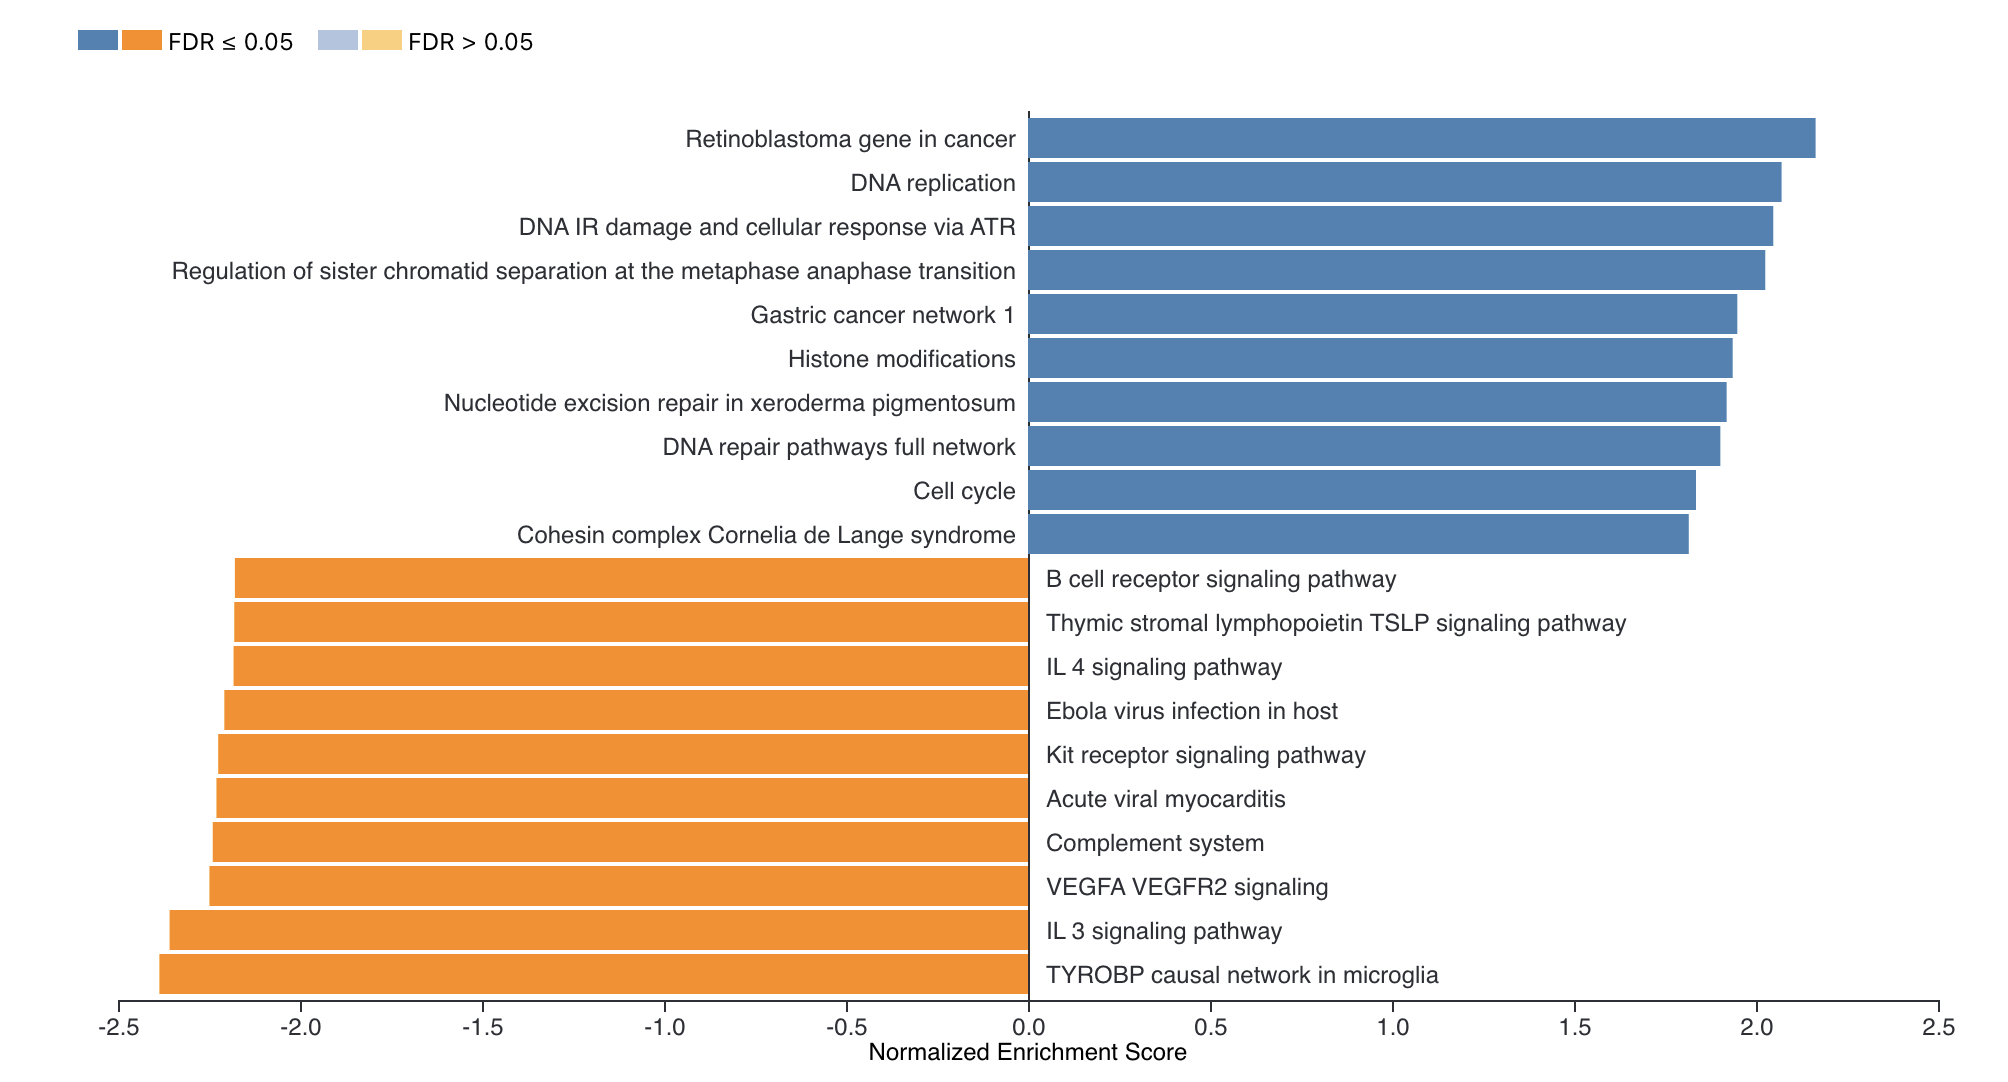 FDR ≤ 0.05 FDR > 0.05
Retinoblastoma gene in cancer
DNA replication
DNA IR damage and cellular response via ATR
Regulation of sister chromatid separation at the metaphase anaphase transition
Gastric cancer network 1
Histone modifications
Nucleotide excision repair in xeroderma pigmentosum
DNA repair pathways full network
Cell cycle
Cohesin complex Cornelia de Lange syndrome
B cell receptor signaling pathway
Thymic stromal lymphopoietin TSLP signaling pathway
IL 4 signaling pathway
Ebola virus infection in host
Kit receptor signaling pathway
Acute viral myocarditis
Complement system
VEGFA VEGFR2 signaling
IL 3 signaling pathway
TYROBP causal network in microglia
-2.5 -2.0 -1.5 -1.0 -0.5 0.0 0.5 1.0 1.5 2.0 2.5
Normalized Enrichment Score